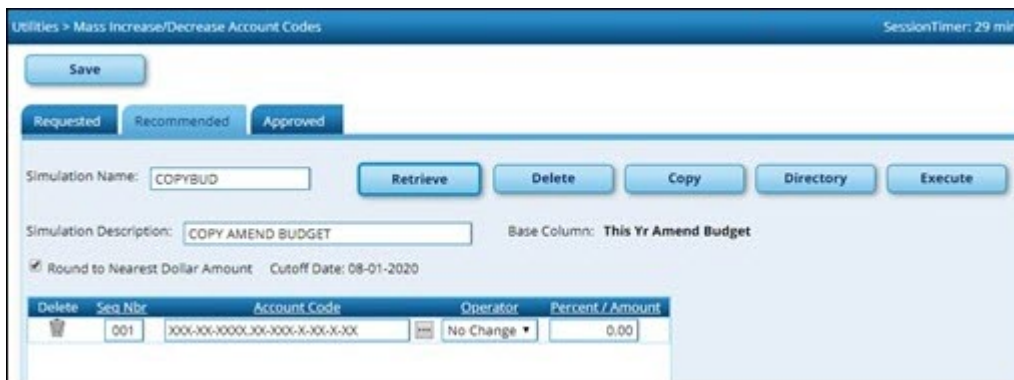 Utilities > Mass Increase/Decrease Account Codes SessionTimer: 29 min
Save
Requested Recommended Approved
Simulation Name: COPYBUD Retrieve Delete Copy Directory Execute
Simulation Description: COPY AMEND BUDGET Base Column: This Yr Amend Budget
Round to Nearest Dollar Amount Cutoff Date: 08-01-2020
Delete Seq Nbr Account Code Operator Percent / Amount
001 XXX-XX-XXXX.XX-XXX-X-XX-X-XX ... No Change 0.00